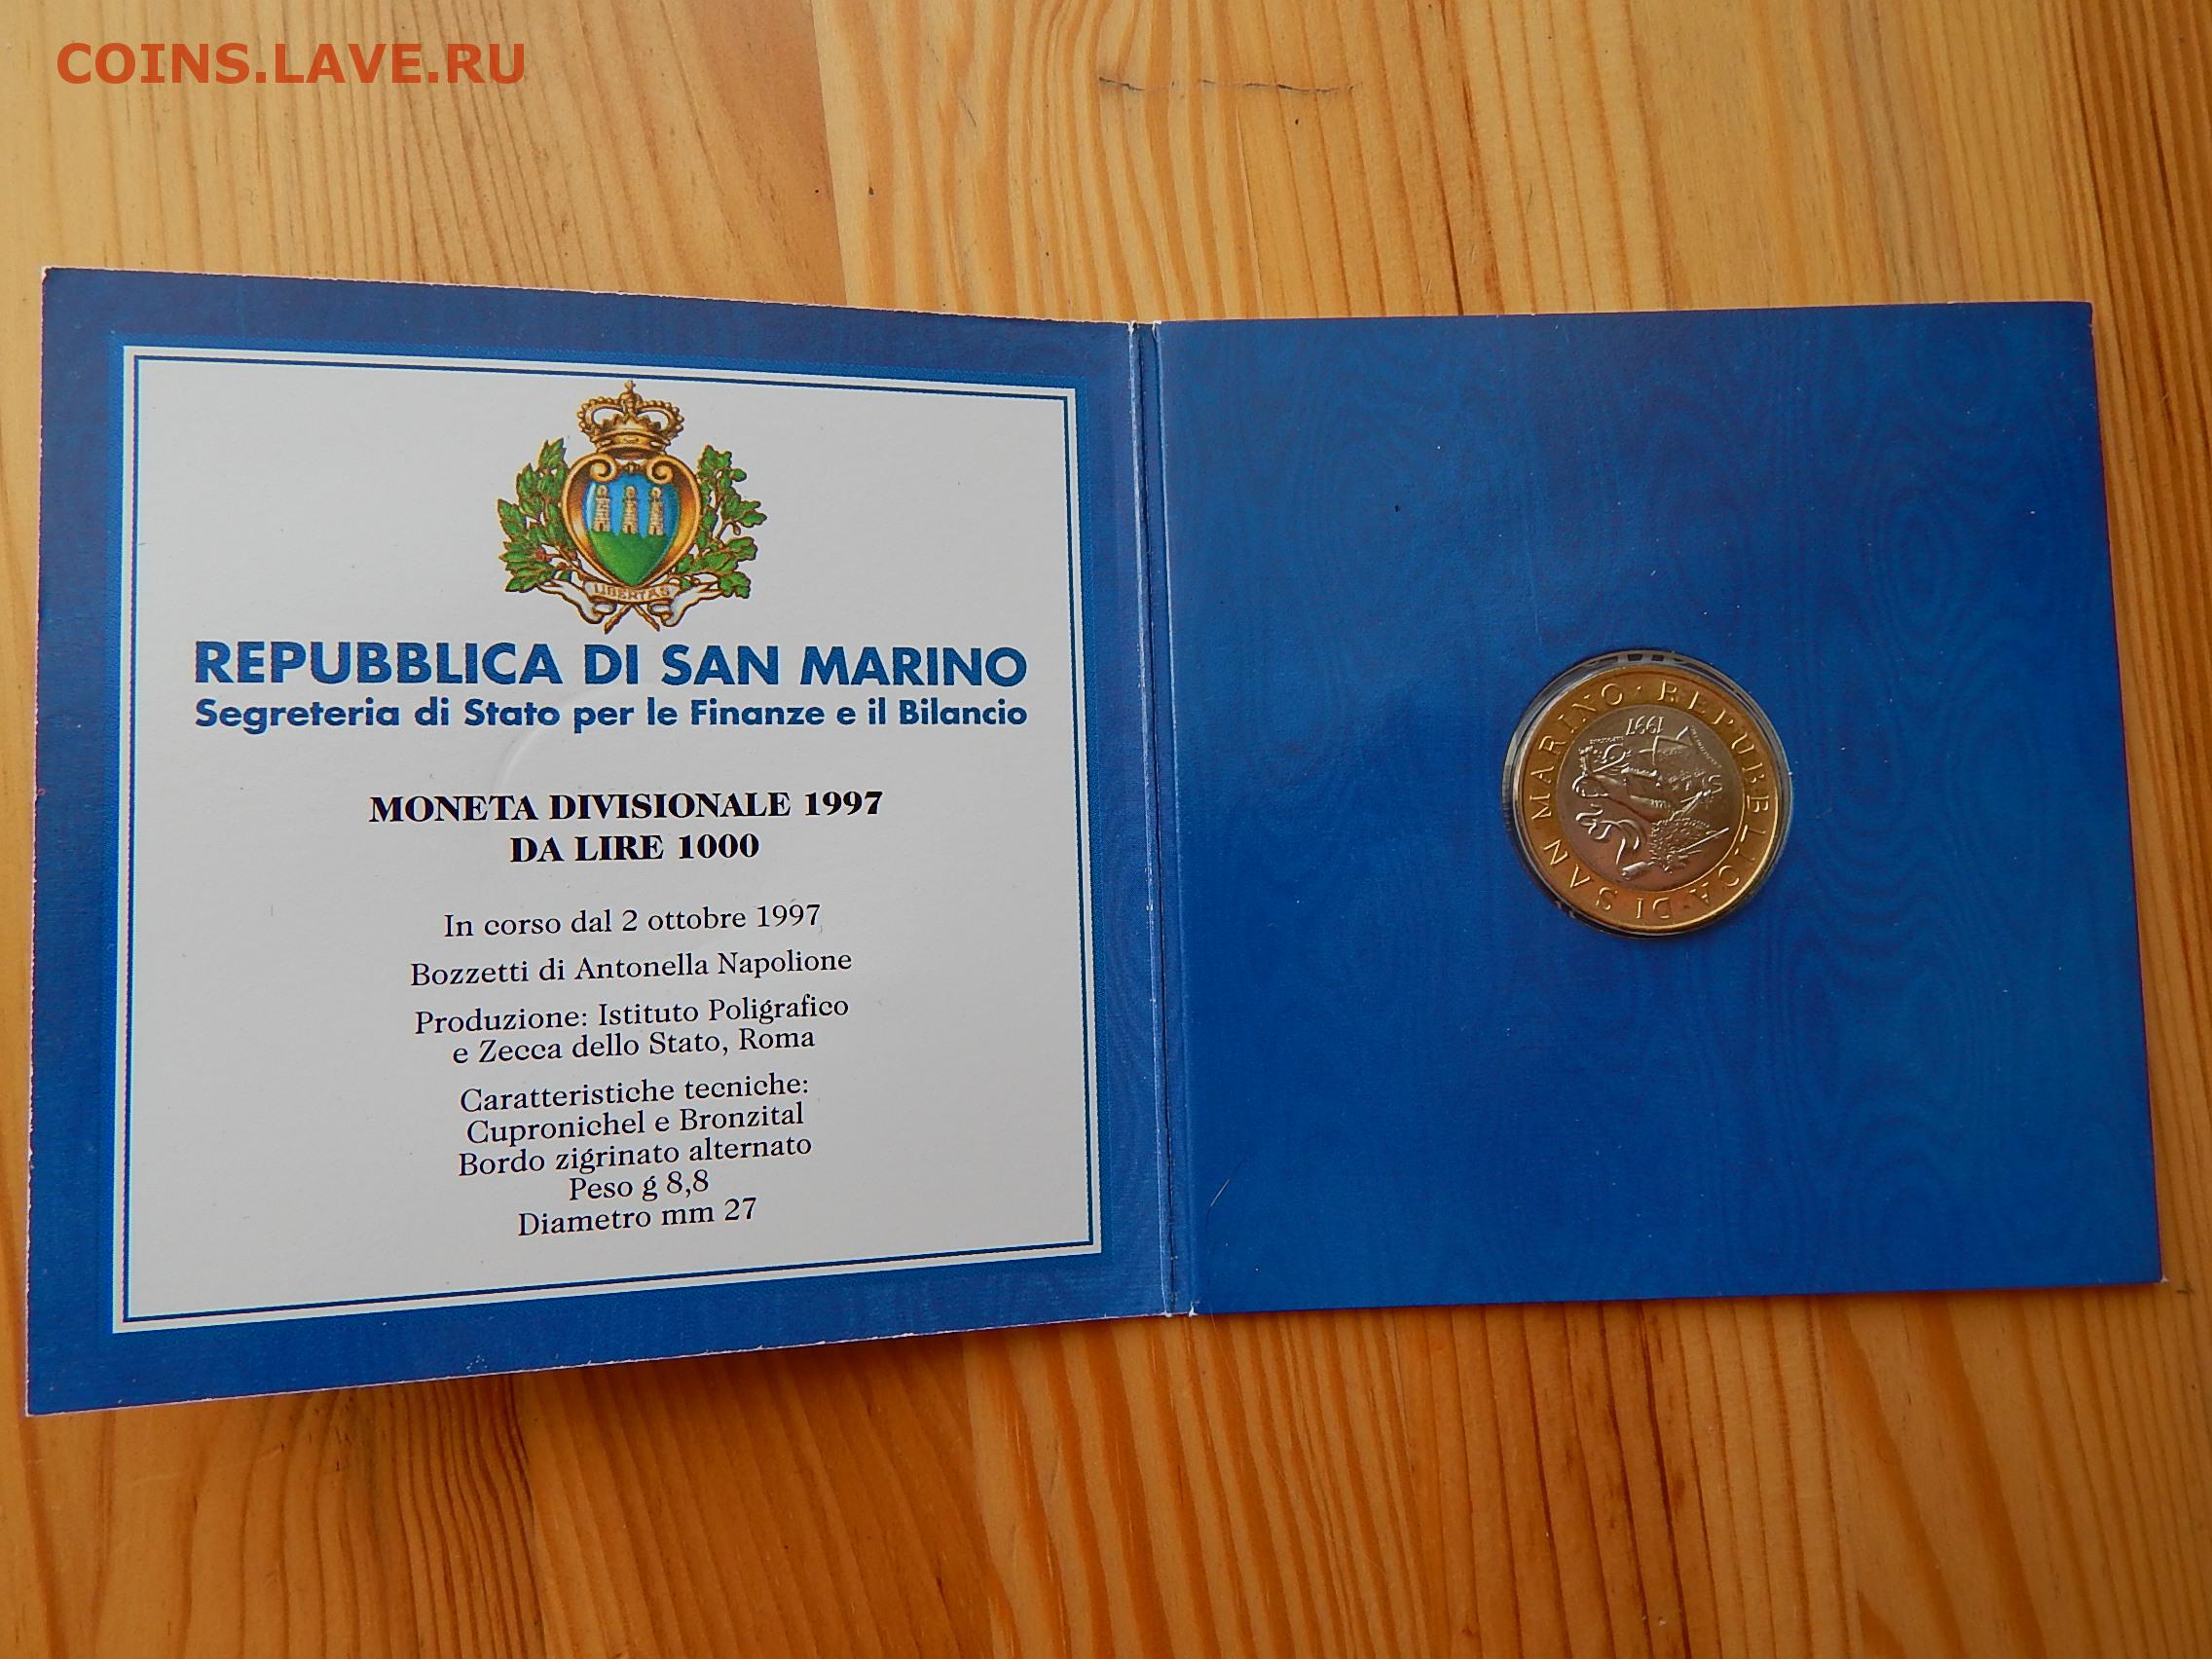 COINS.LAVE.RU
LIBERTAS
REPUBBLICA DI SAN MARINO
Segreteria di Stato per le Finanze e il Bilancio
MONETA DIVISIONALE 1997
DA LIRE 1000
In corso dal 2 ottobre 1997
Bozzetti di Antonella Napolione
Produzione: Istituto Poligrafico
e Zecca dello Stato, Roma
Caratteristiche tecniche:
Cupronichel e Bronzital
Bordo zigrinato alternato
Peso g 8,8
Diametro mm 27
REPUBBLICA · DI SAN MARINO ·
1997